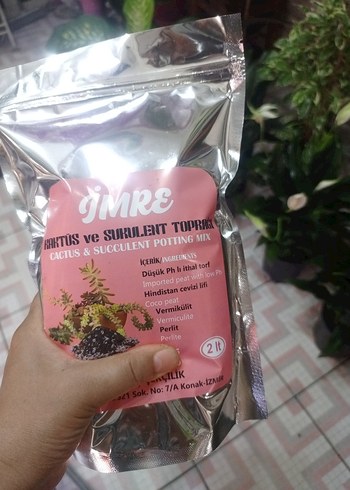 İMRE
KAKTÜS ve SUKULENT TOPRAĞI
CACTUS & SUCCULENT POTTING MIX
İÇERİK/INGREDIENTS
Düşük Ph lı ithal torf
Imported peat with low Ph
Hindistan cevizi lifi
Coco peat
Vermikülit
Vermiculite
Perlit
Perlite
2 lt
Sok. No: 7/A Konak-İZMİR